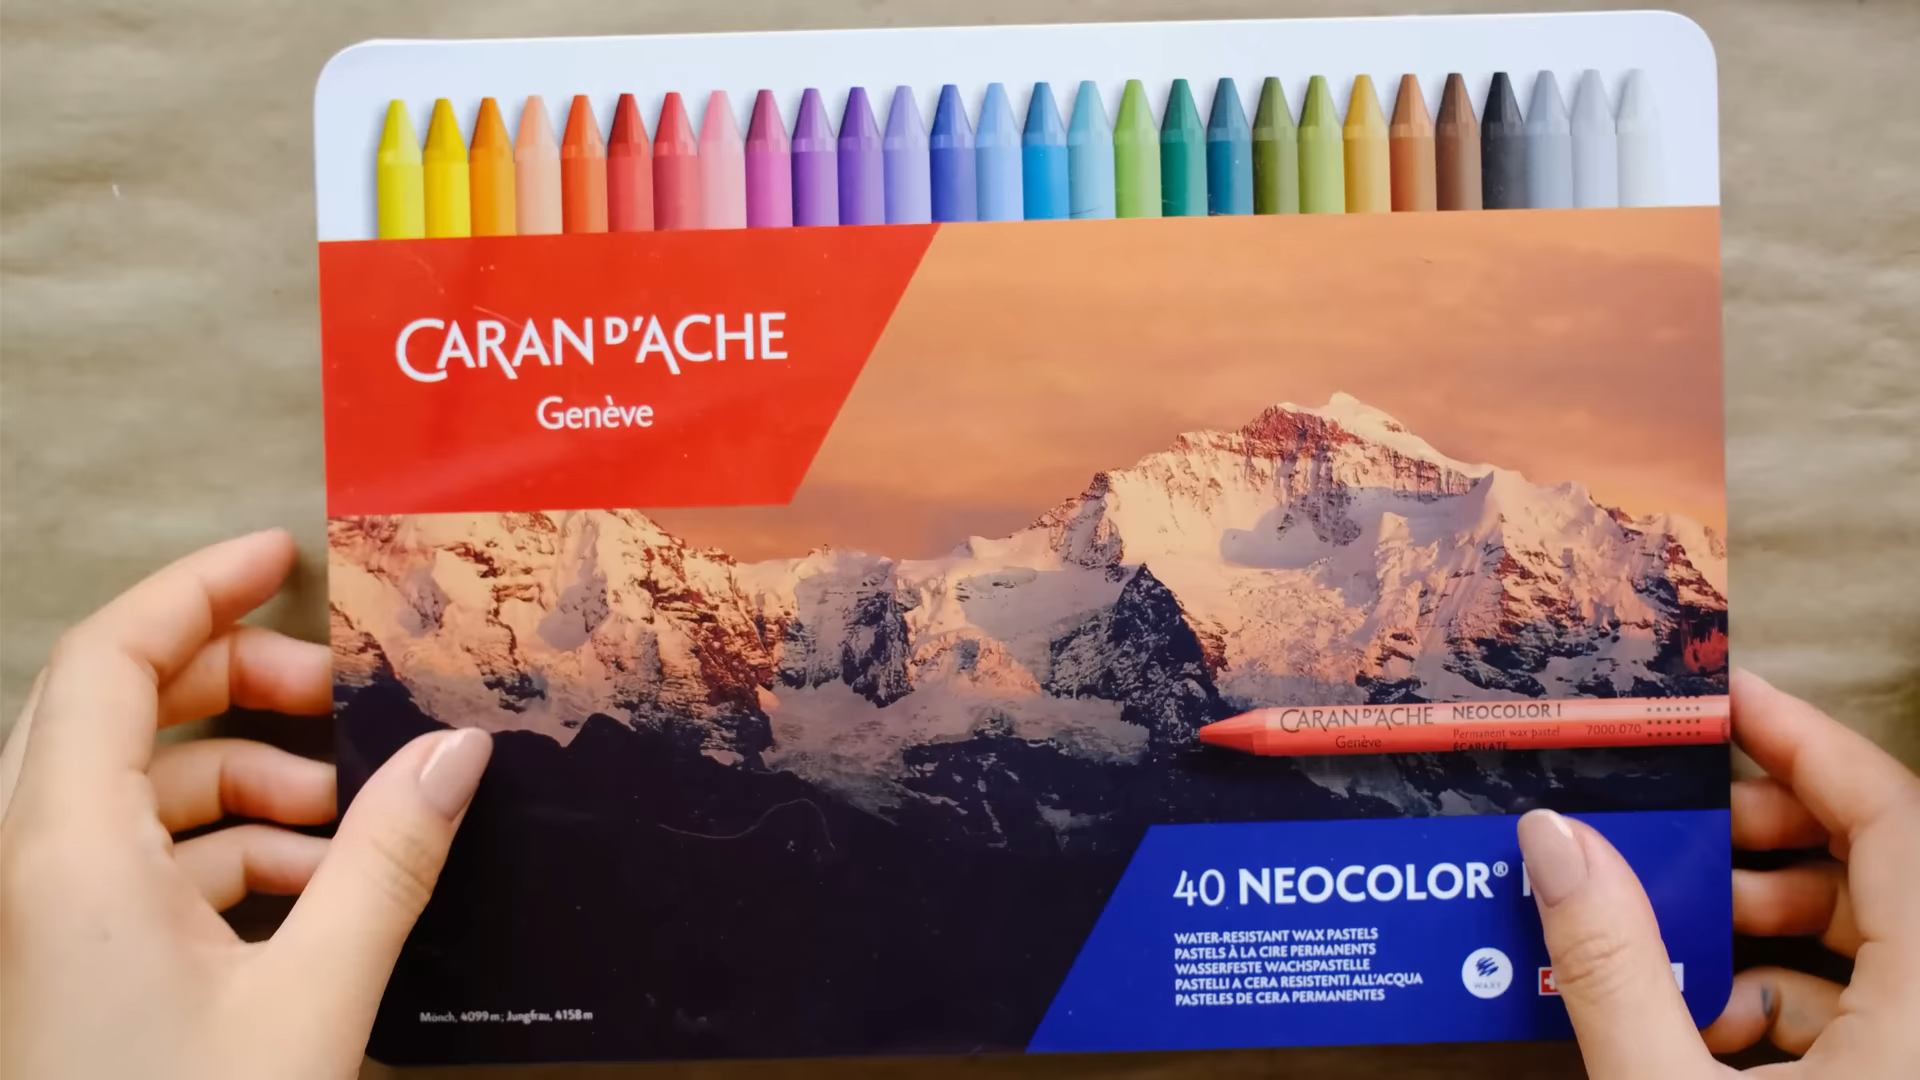 CARAN D'ACHE
Genève
CARAN D'ACHE
Genève
NEOCOLOR I
Permanent wax pastel
ÉCARLATE
7000.070
40 NEOCOLOR® I
WATER-RESISTANT WAX PASTELS
PASTELS À LA CIRE PERMANENTS
WASSERFESTE WACHSPASTELLE
PASTELLI A CERA RESISTENTI ALL'ACQUA
PASTELES DE CERA PERMANENTES
WAXY
Mönch, 4099 m; Jungfrau, 4158 m